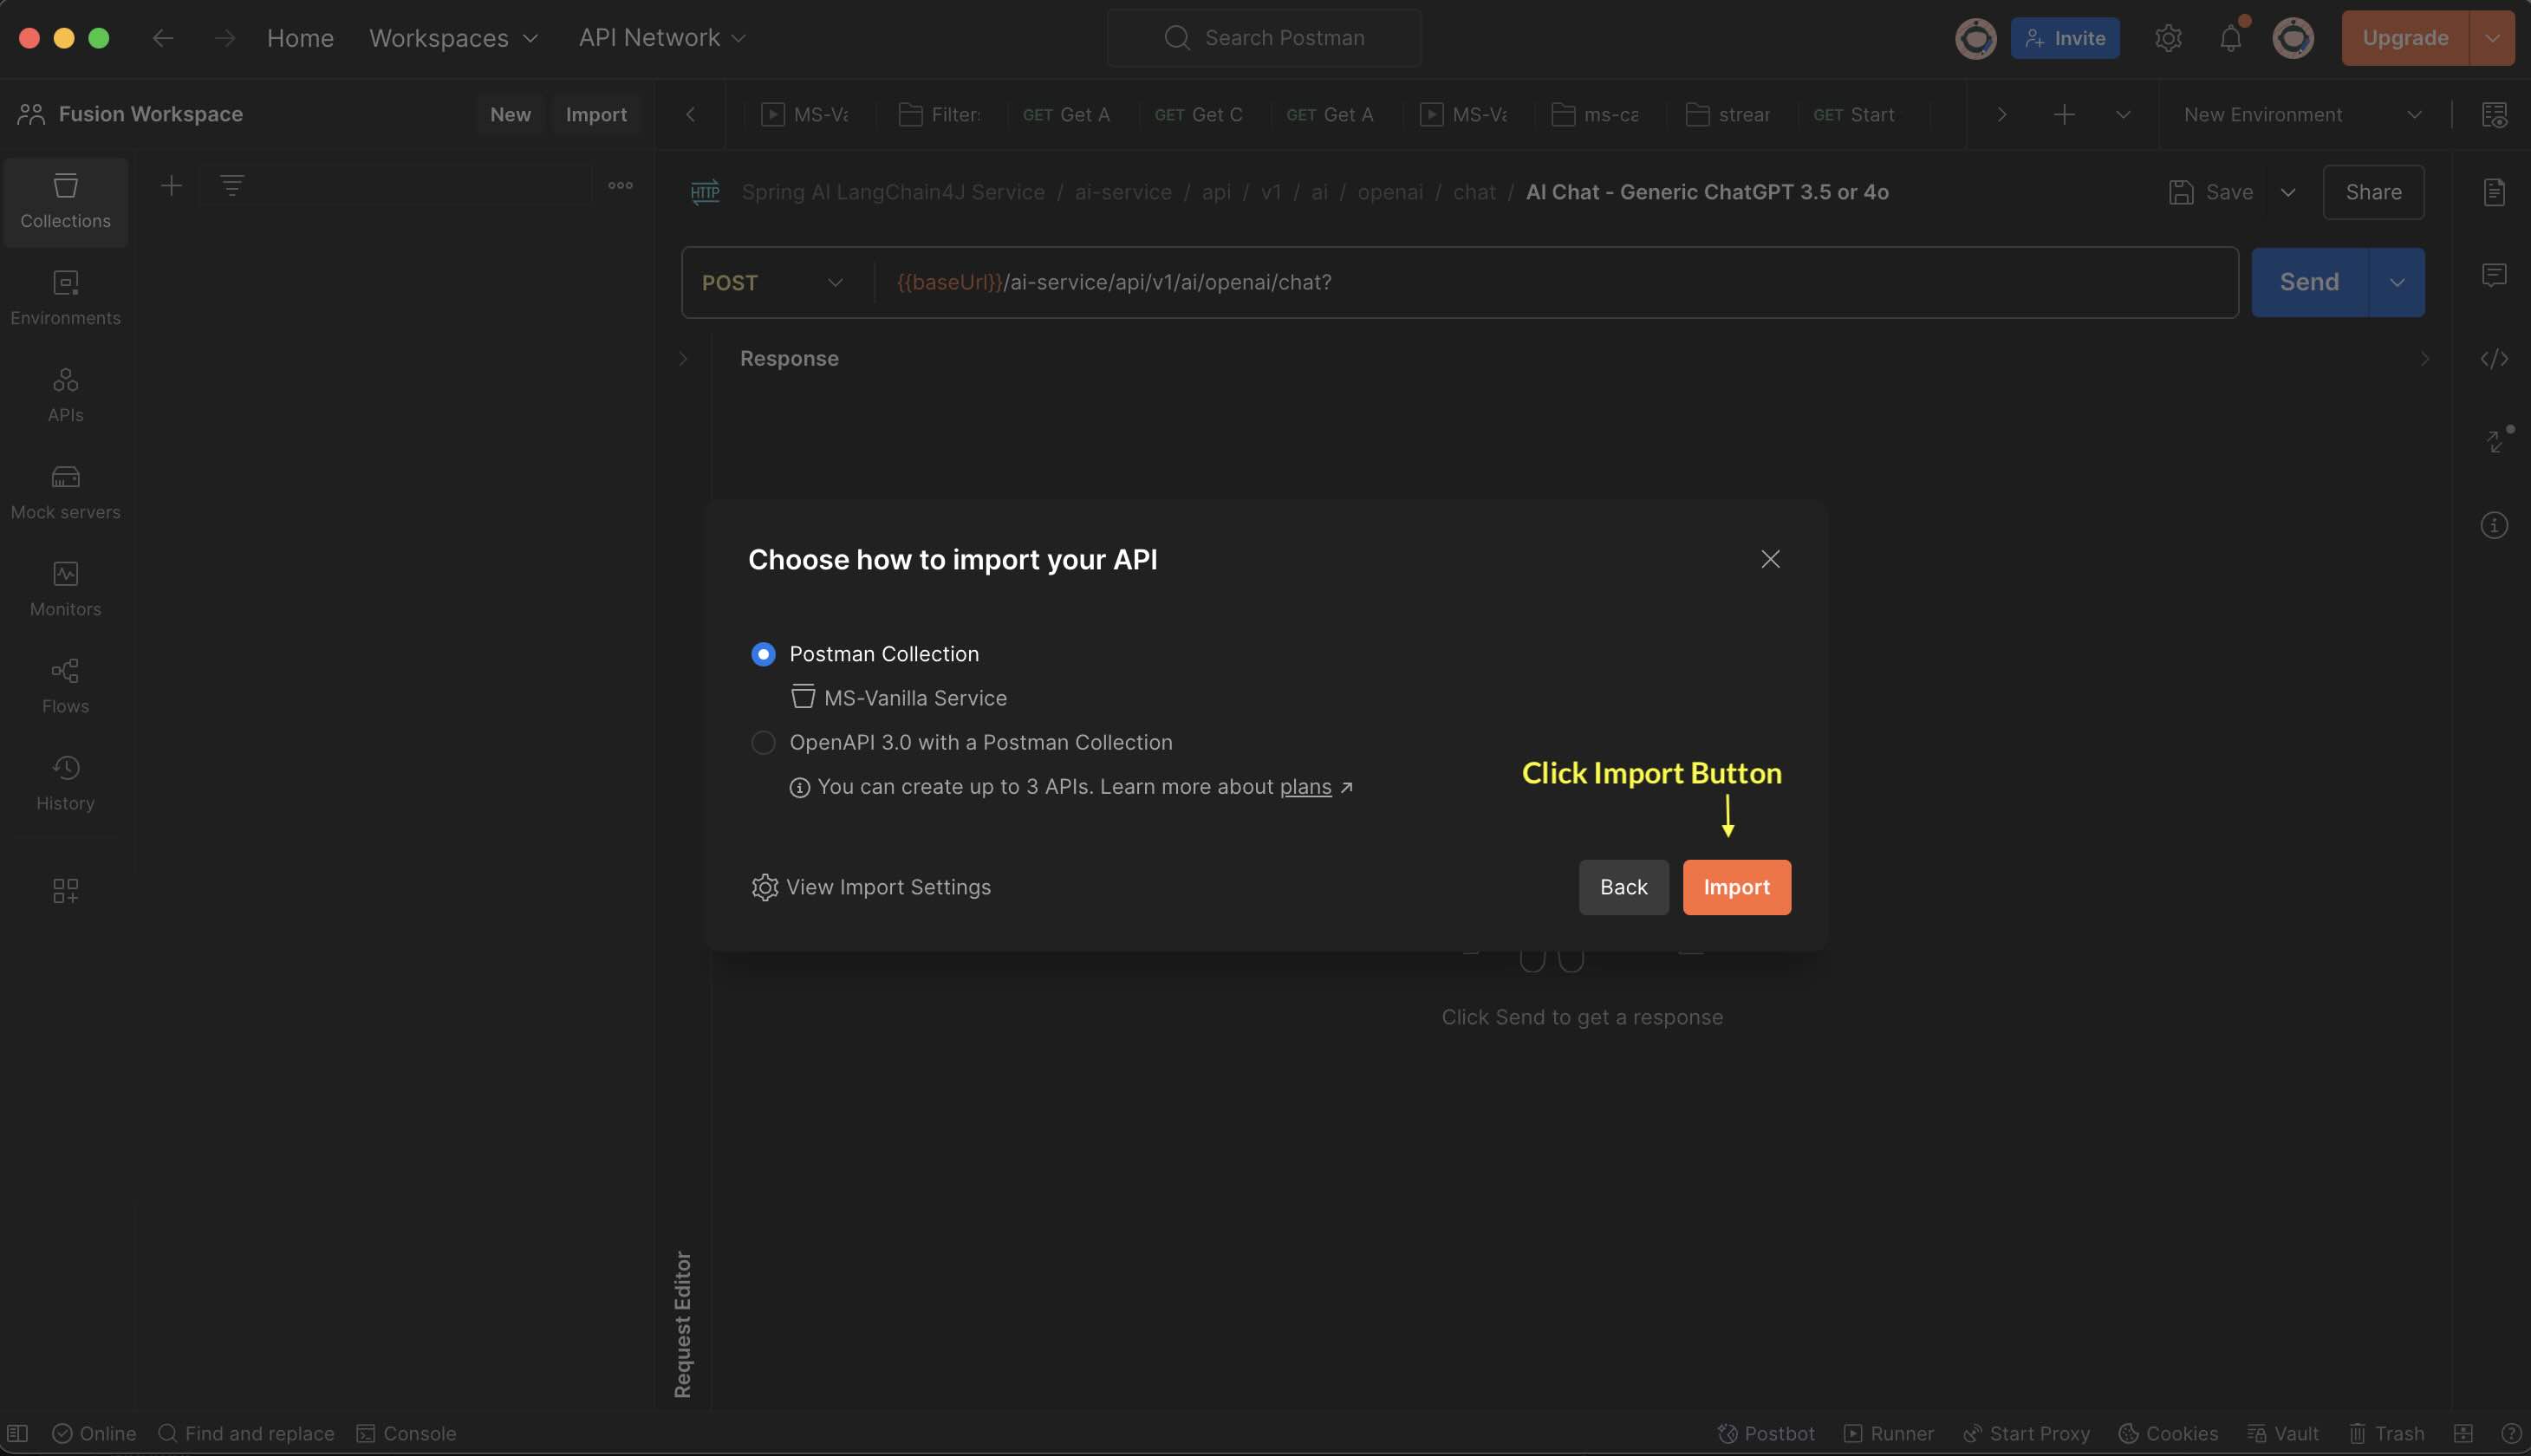 Home Workspaces API Network Search Postman Invite Upgrade
Fusion Workspace New Import MS-Va Filter: GET Get A GET Get C GET Get A MS-Va ms-ca strear GET Start New Environment
Collections
Environments
APIs
Mock servers
Monitors
Flows
History
HTTP Spring AI LangChain4J Service / ai-service / api / v1 / ai / openai / chat / AI Chat - Generic ChatGPT 3.5 or 4o Save Share
POST {{baseUrl}}/ai-service/api/v1/ai/openai/chat? Send
Response
Choose how to import your API
Postman Collection
MS-Vanilla Service
OpenAPI 3.0 with a Postman Collection
You can create up to 3 APIs. Learn more about plans ↗
Click Import Button
View Import Settings Back Import
Click Send to get a response
Request Editor
Online Find and replace Console Postbot Runner Start Proxy Cookies Vault Trash